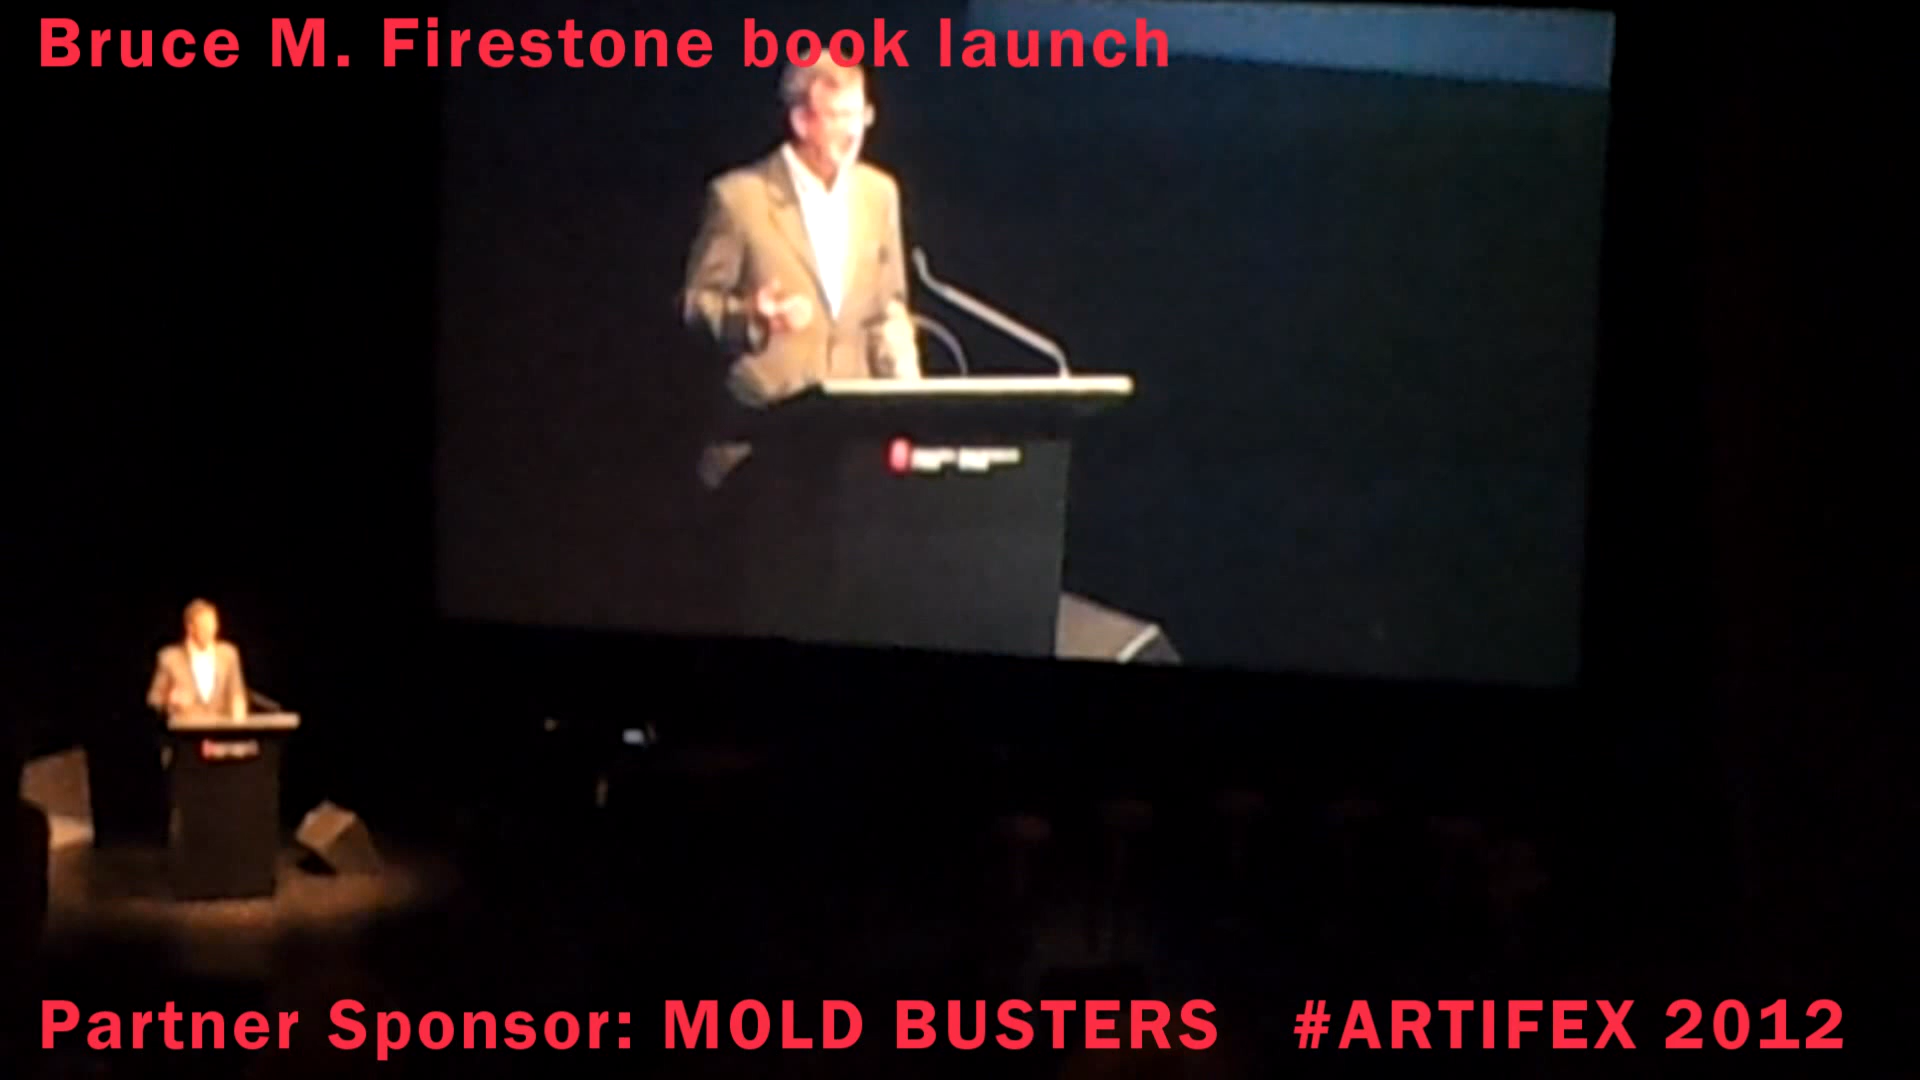 Bruce M. Firestone book launch
Partner Sponsor: MOLD BUSTERS #ARTIFEX 2012